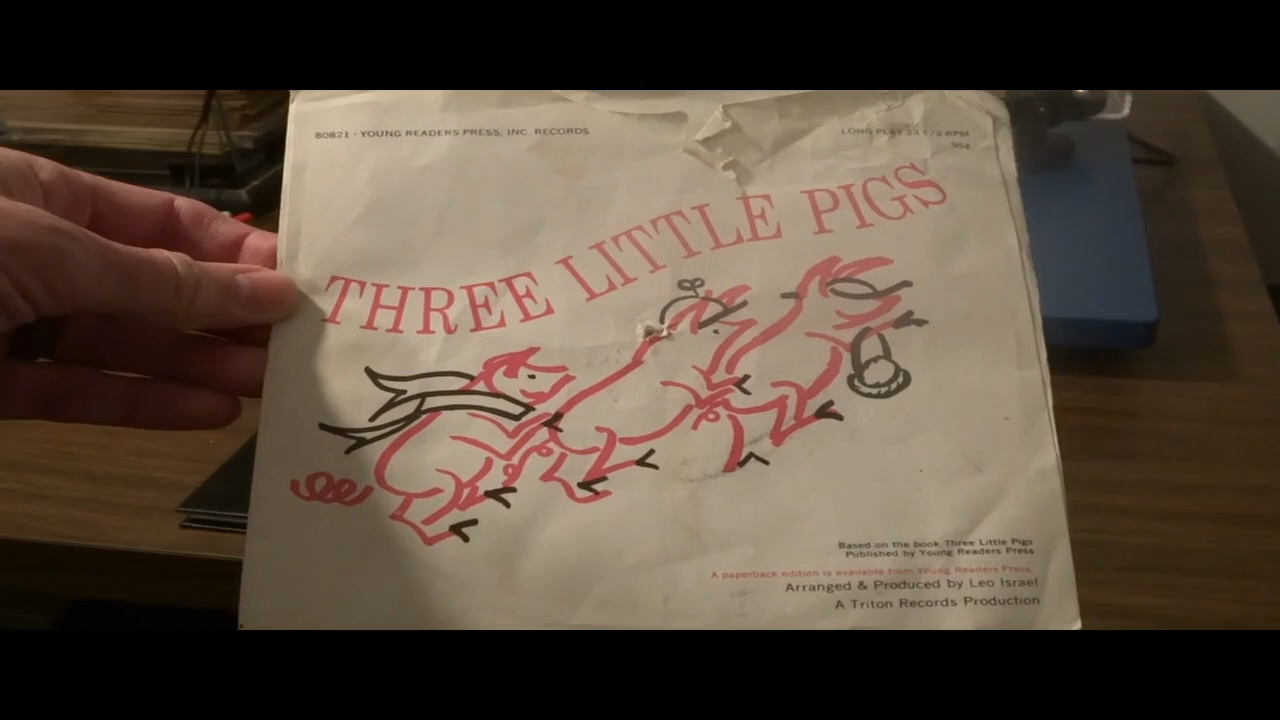 80821 · YOUNG READERS PRESS, INC. RECORDS
LONG PLAY 33 1/3 RPM
95¢
THREE LITTLE PIGS
Based on the book Three Little Pigs
Published by Young Readers Press
A paperback edition is available from Young Readers Press.
Arranged & Produced by Leo Israel
A Triton Records Production